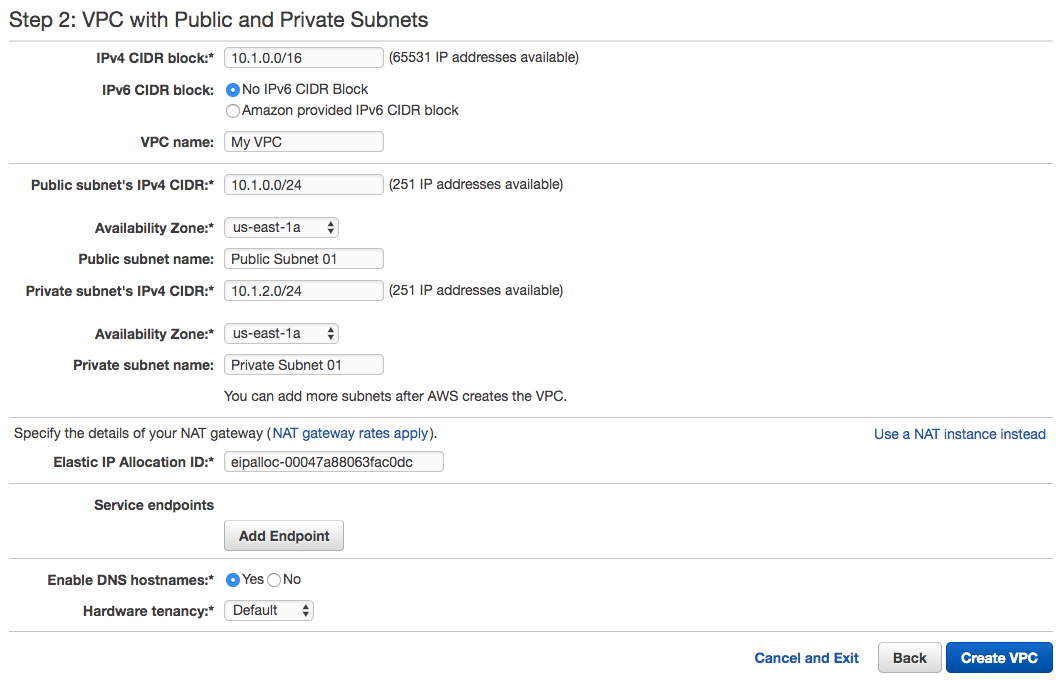 Step 2: VPC with Public and Private Subnets
IPv4 CIDR block:* 10.1.0.0/16 (65531 IP addresses available)
IPv6 CIDR block: No IPv6 CIDR Block
Amazon provided IPv6 CIDR block
VPC name: My VPC
Public subnet's IPv4 CIDR:* 10.1.0.0/24 (251 IP addresses available)
Availability Zone:* us-east-1a
Public subnet name: Public Subnet 01
Private subnet's IPv4 CIDR:* 10.1.2.0/24 (251 IP addresses available)
Availability Zone:* us-east-1a
Private subnet name: Private Subnet 01
You can add more subnets after AWS creates the VPC.
Specify the details of your NAT gateway (NAT gateway rates apply). Use a NAT instance instead
Elastic IP Allocation ID:* eipalloc-00047a88063fac0dc
Service endpoints
Add Endpoint
Enable DNS hostnames:* Yes No
Hardware tenancy:* Default
Cancel and Exit Back Create VPC